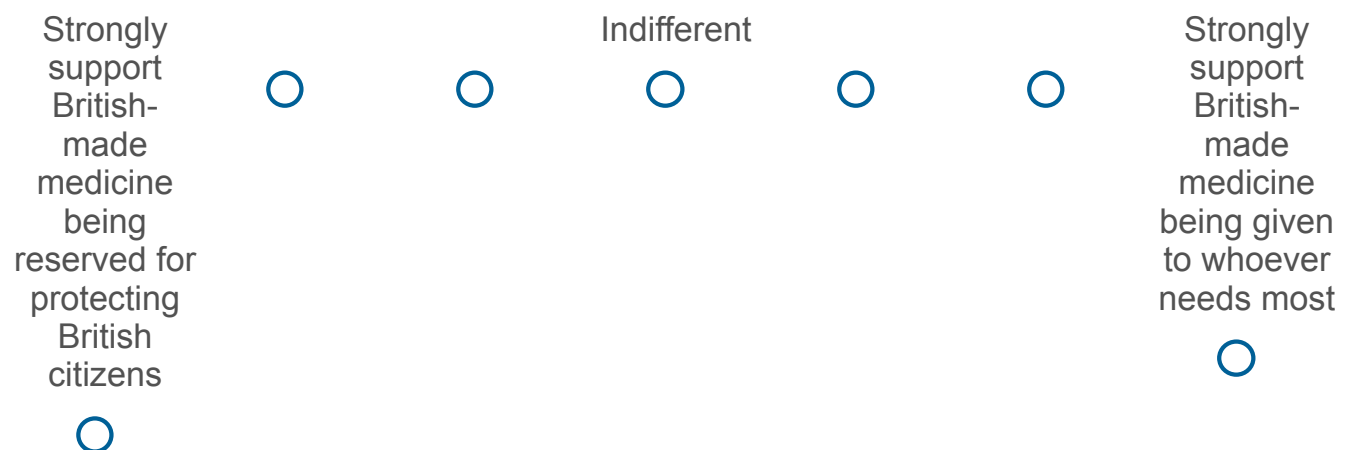 Strongly
support
British-
made
medicine
being
reserved for
protecting
British
citizens
Indifferent
Strongly
support
British-
made
medicine
being given
to whoever
needs most